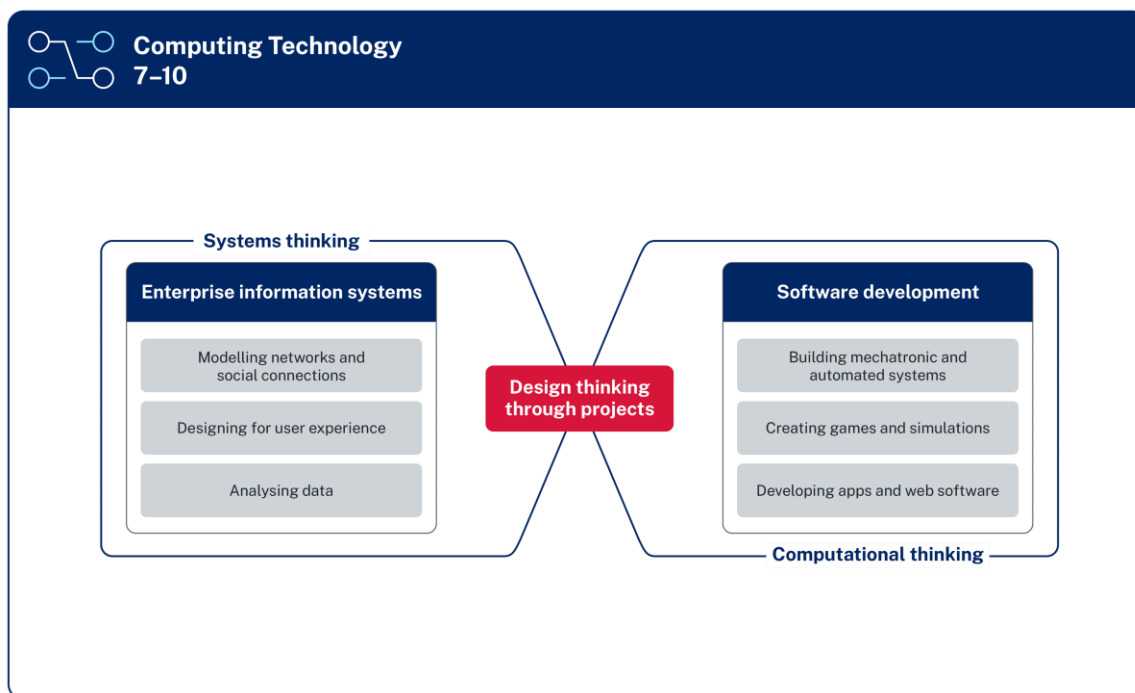 Computing Technology
7–10
Systems thinking
Enterprise information systems
Modelling networks and
social connections
Designing for user experience
Analysing data
Design thinking
through projects
Software development
Building mechatronic and
automated systems
Creating games and simulations
Developing apps and web software
Computational thinking